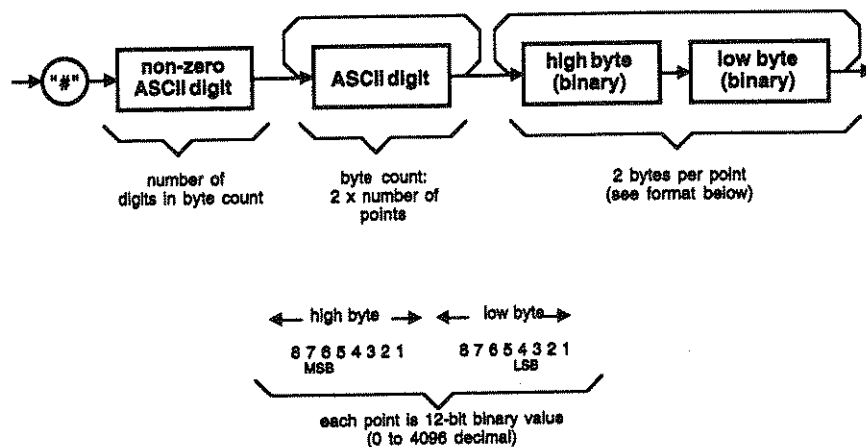 "#"
non-zero
ASCII digit
ASCII digit
high byte
(binary)
low byte
(binary)
number of
digits in byte count
byte count:
2 x number of
points
2 bytes per point
(see format below)
high byte
low byte
8 7 6 5 4 3 2 1
8 7 6 5 4 3 2 1
MSB
LSB
each point is 12-bit binary value
(0 to 4096 decimal)